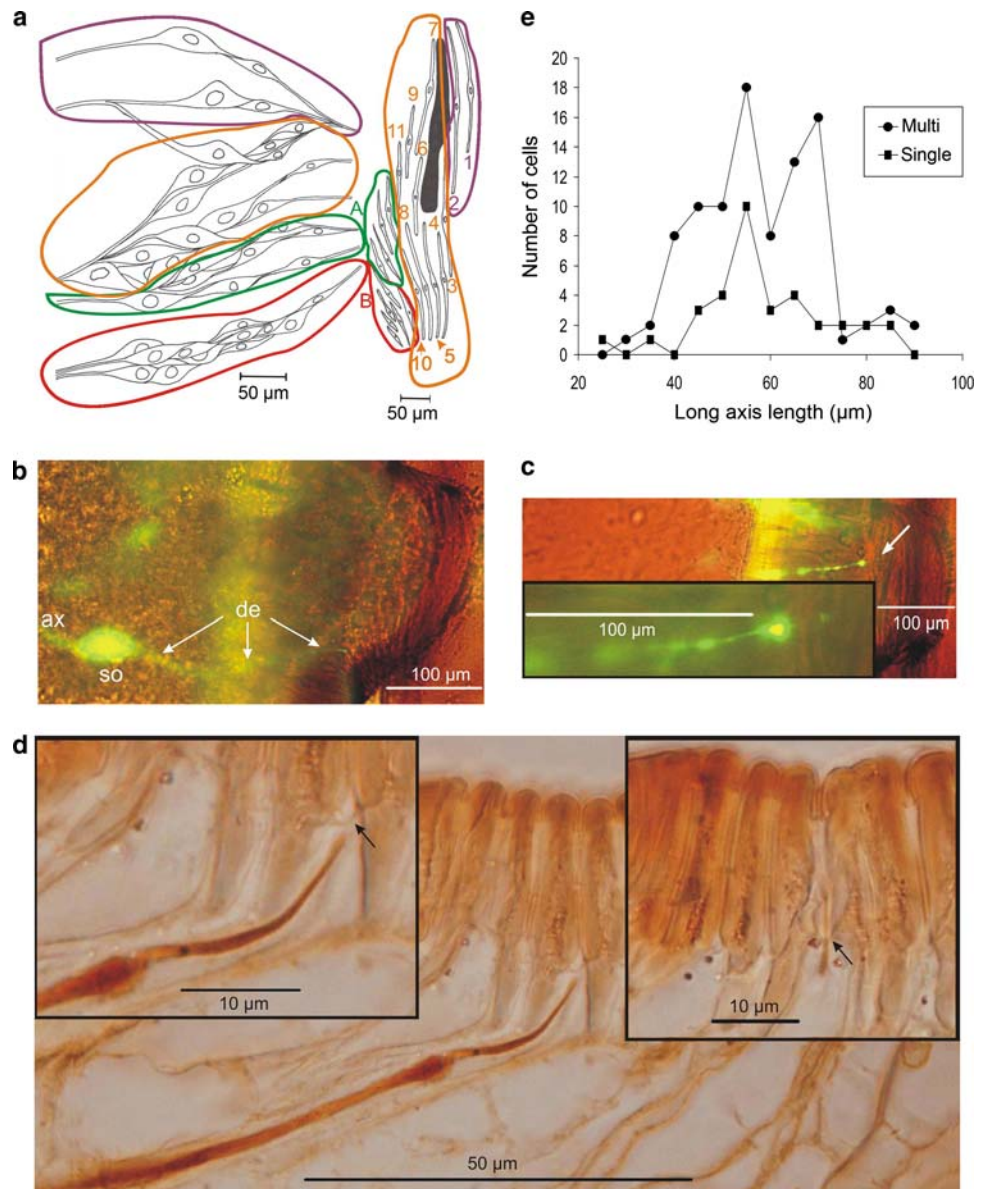 a
7
9
11
6
1
A
8
2
4
3
B
10
5
50 µm
50 µm
e
Number of cells
20
18
16
14
12
10
8
6
4
2
0
20
40
60
80
100
Long axis length (µm)
Multi
Single
b
ax
so
de
100 µm
c
100 µm
100 µm
d
10 µm
10 µm
50 µm